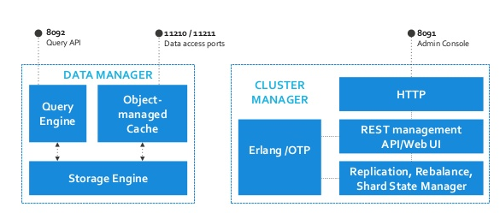 8092
Query API
11210 / 11211
Data access ports
8091
Admin Console
DATA MANAGER
Query
Engine
Object-
managed
Cache
Storage Engine
CLUSTER
MANAGER
HTTP
Erlang /OTP
REST management
API/Web UI
Replication, Rebalance,
Shard State Manager